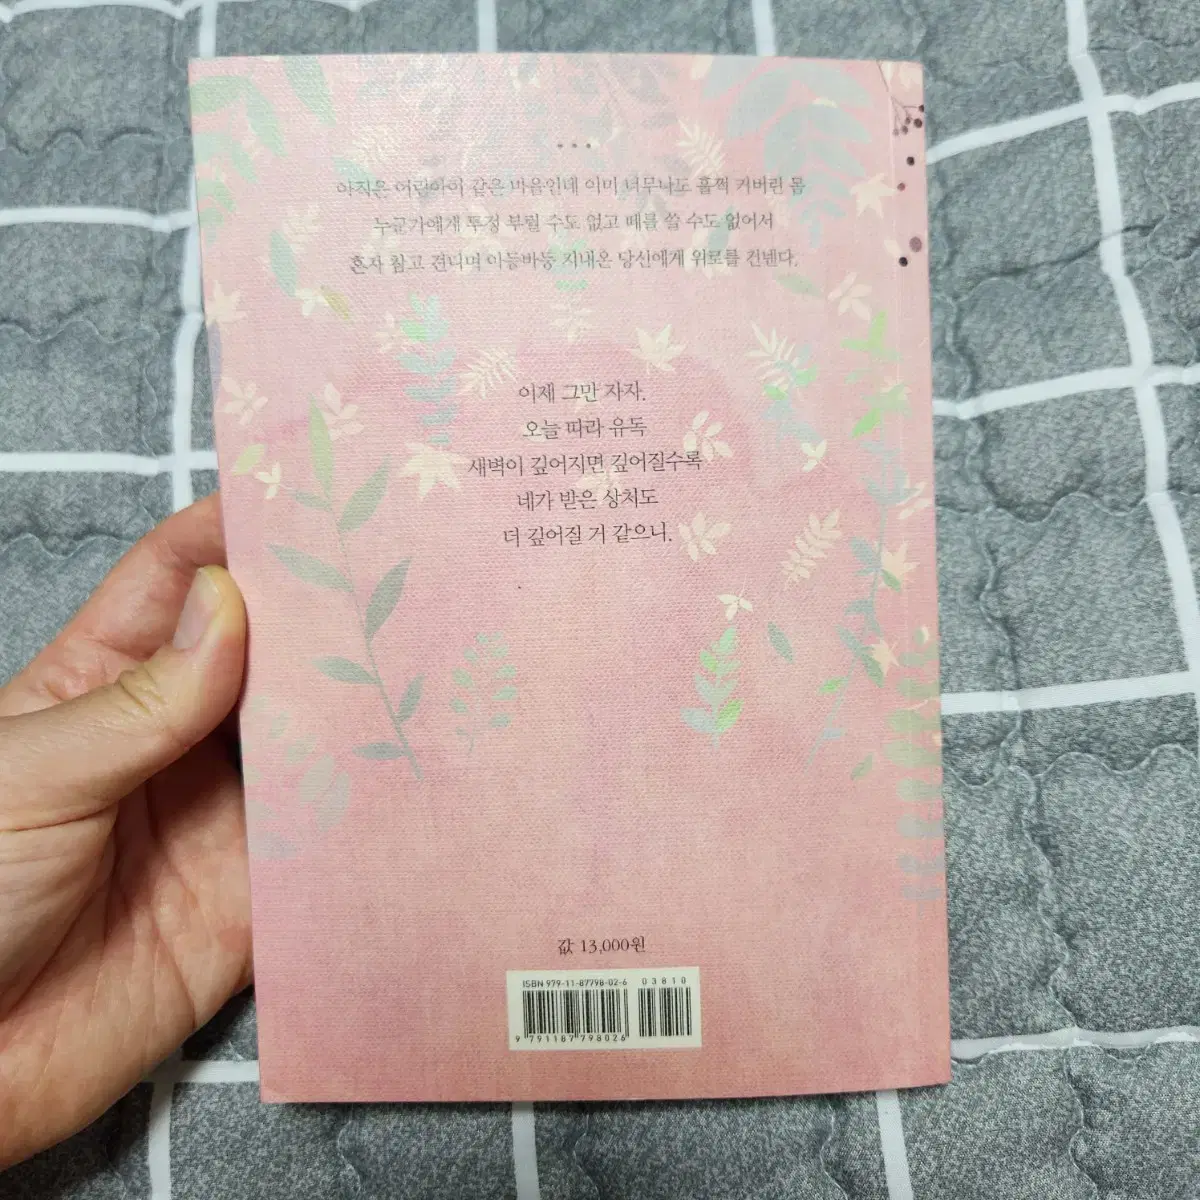 아직은 어린아이 같은 마음인데 이미 너무나도 훌쩍 커버린 몸
누군가에게 투정 부릴 수도 없고 떼를 쓸 수도 없어서
혼자 참고 견디며 아등바등 지내온 당신에게 위로를 건넨다.
이제 그만 자자.
오늘 따라 유독
새벽이 깊어지면 깊어질수록
네가 받은 상처도
더 깊어질 거 같으니.
값 13,000원
ISBN 979-11-87798-02-6
03810
9 791187 798026